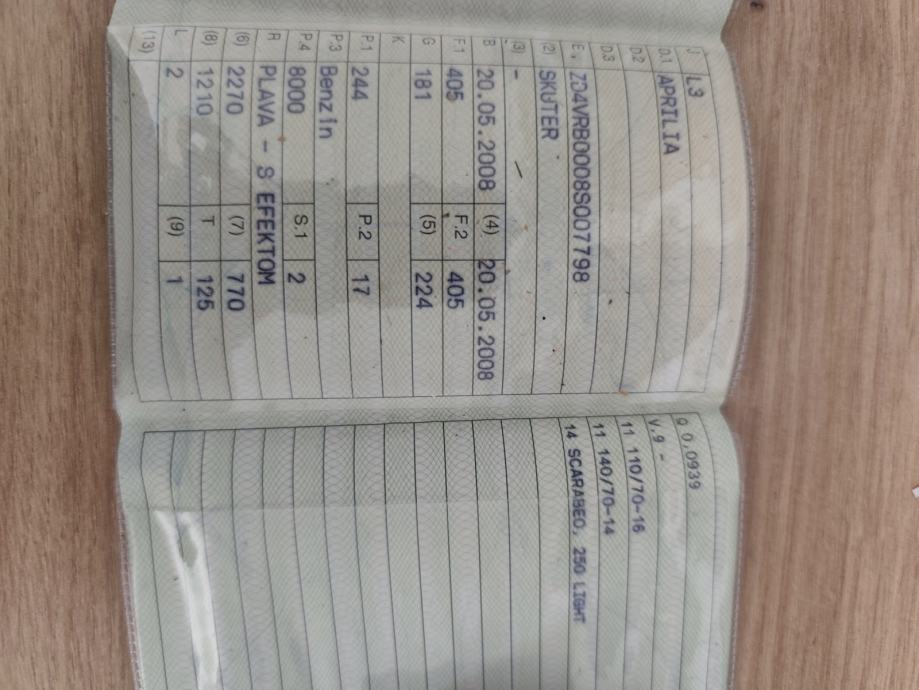 J L3
D.1 APRILIA
D.2
D.3
E. ZD4VRB0008S007798
(2) SKUTER
(3) -
B 20.05.2008 (4) 20.05.2008
F.1 405 F.2 405
G 181 (5) 224
K
P.1 244 P.2 17
P.3 Benzin
P.4 8000 S.1 2
R PLAVA - S EFEKTOM
(6) 2270 (7) 770
(8) 1210 T 125
L 2 (9) 1
(13)
Q 0,0939
V.9 -
11 110/70-16
11 140/70-14
14 SCARABEO, 250 LIGHT